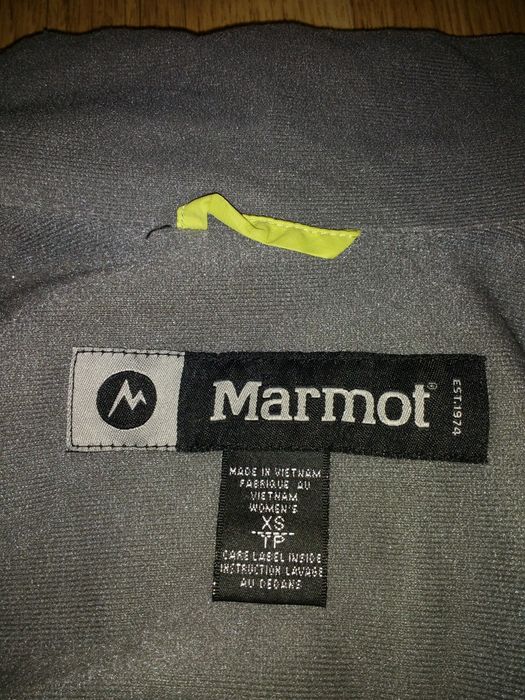 Marmot®
EST.1974
MADE IN VIETNAM
FABRIQUE AU
VIETNAM
WOMEN'S
XS
TP
CARE LABEL INSIDE
INSTRUCTION LAVAGE
AU DEDANS